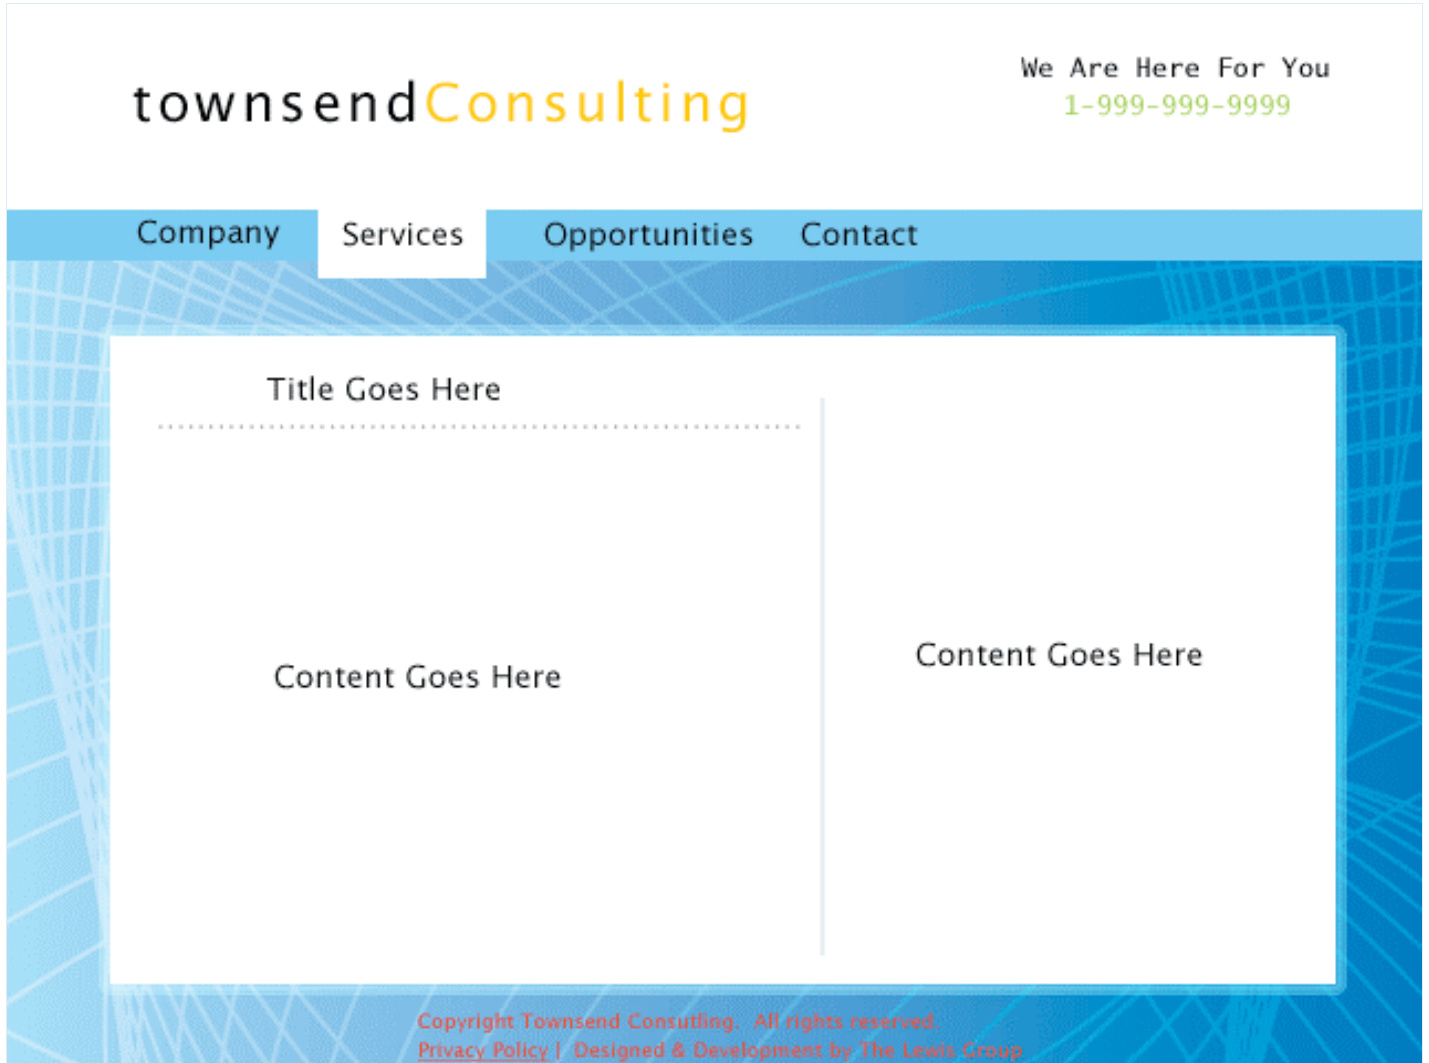 townsendConsulting
We Are Here For You
1-999-999-9999
Company Services Opportunities Contact
Title Goes Here
Content Goes Here
Content Goes Here
Copyright Townsend Consutling. All rights reserved.
Privacy Policy | Designed & Development by The Lewis Group